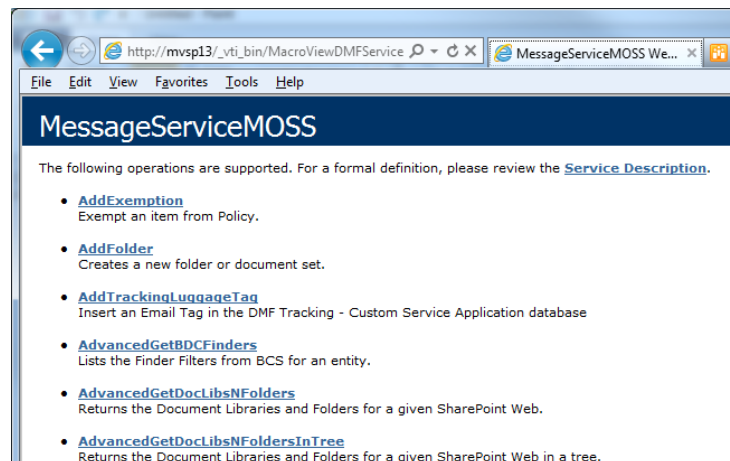 http://mvsp13/_vti_bin/MacroViewDMFService
MessageServiceMOSS We...
File Edit View Favorites Tools Help
MessageServiceMOSS
The following operations are supported. For a formal definition, please review the Service Description.
AddExemption
Exempt an item from Policy.
AddFolder
Creates a new folder or document set.
AddTrackingLuggageTag
Insert an Email Tag in the DMF Tracking - Custom Service Application database
AdvancedGetBDCFinders
Lists the Finder Filters from BCS for an entity.
AdvancedGetDocLibsNFolders
Returns the Document Libraries and Folders for a given SharePoint Web.
AdvancedGetDocLibsNFoldersInTree
Returns the Document Libraries and Folders for a given SharePoint Web in a tree.